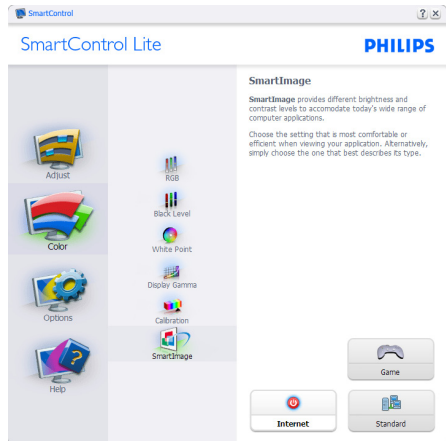 SmartControl
SmartControl Lite
PHILIPS
Adjust
Color
Options
Help
RGB
Black Level
White Point
Display Gamma
Calibration
SmartImage
SmartImage
SmartImage provides different brightness and
contrast levels to accomodate today's wide range of
computer applications.
Choose the setting that is most comfortable or
efficient when viewing your application. Alternatively,
simply choose the one that best describes its type.
Game
Internet
Standard